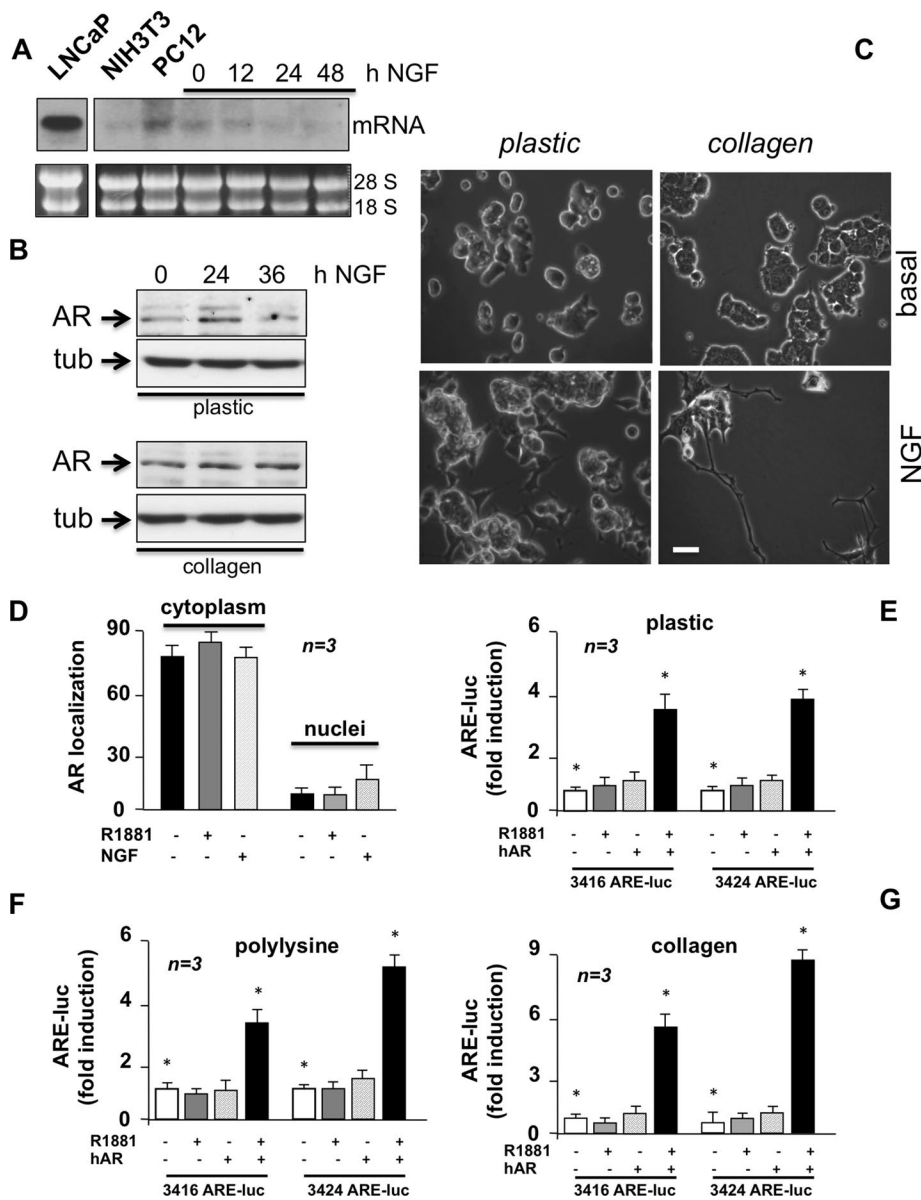 A
LNCaP
NIH3T3
PC12
0 12 24 48 h NGF
mRNA
28 S
18 S
B
0 24 36 h NGF
AR
tub
plastic
AR
tub
collagen
C
plastic collagen
basal
NGF
D
cytoplasm
n=3
nuclei
AR localization
90
60
30
0
R1881 - + - - + -
NGF - - + - - +
E
plastic
n=3
ARE-luc
(fold induction)
6
4
2
0
R1881 - + - + - + - +
hAR - - + + - - + +
3416 ARE-luc 3424 ARE-luc
* * * *
F
polylysine
n=3
ARE-luc
(fold induction)
6
4
2
0
R1881 - + - + - + - +
hAR - - + + - - + +
3416 ARE-luc 3424 ARE-luc
* * * *
G
collagen
n=3
ARE-luc
(fold induction)
9
6
3
0
R1881 - + - + - + - +
hAR - - + + - - + +
3416 ARE-luc 3424 ARE-luc
* * * *